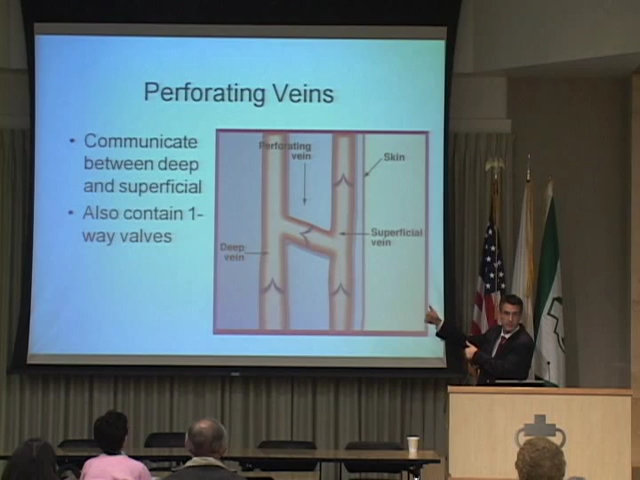 Perforating Veins
• Communicate
between deep
and superficial
• Also contain 1-
way valves
Perforating
vein
Skin
Superficial
vein
Deep
vein